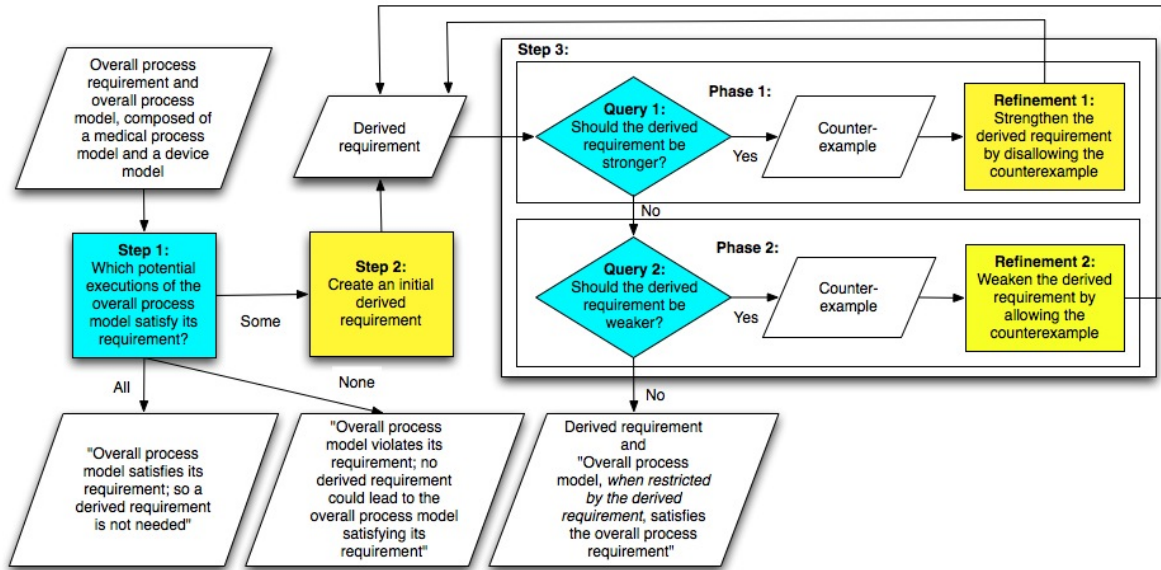 Overall process
requirement and
overall process
model, composed of
a medical process
model and a device
model
Step 1:
Which potential
executions of the
overall process
model satisfy its
requirement?
Some
All
None
Step 2:
Create an initial
derived
requirement
Derived
requirement
Step 3:
Phase 1:
Query 1:
Should the derived
requirement be
stronger?
Yes
No
Counter-
example
Refinement 1:
Strengthen the
derived requirement
by disallowing the
counterexample
Phase 2:
Query 2:
Should the derived
requirement be
weaker?
Yes
No
Counter-
example
Refinement 2:
Weaken the derived
requirement by
allowing the
counterexample
"Overall process
model satisfies its
requirement; so a
derived requirement
is not needed"
"Overall process
model violates its
requirement; no
derived requirement
could lead to the
overall process model
satisfying its
requirement"
Derived requirement
and
"Overall process
model, when restricted
by the derived
requirement, satisfies
the overall process
requirement"